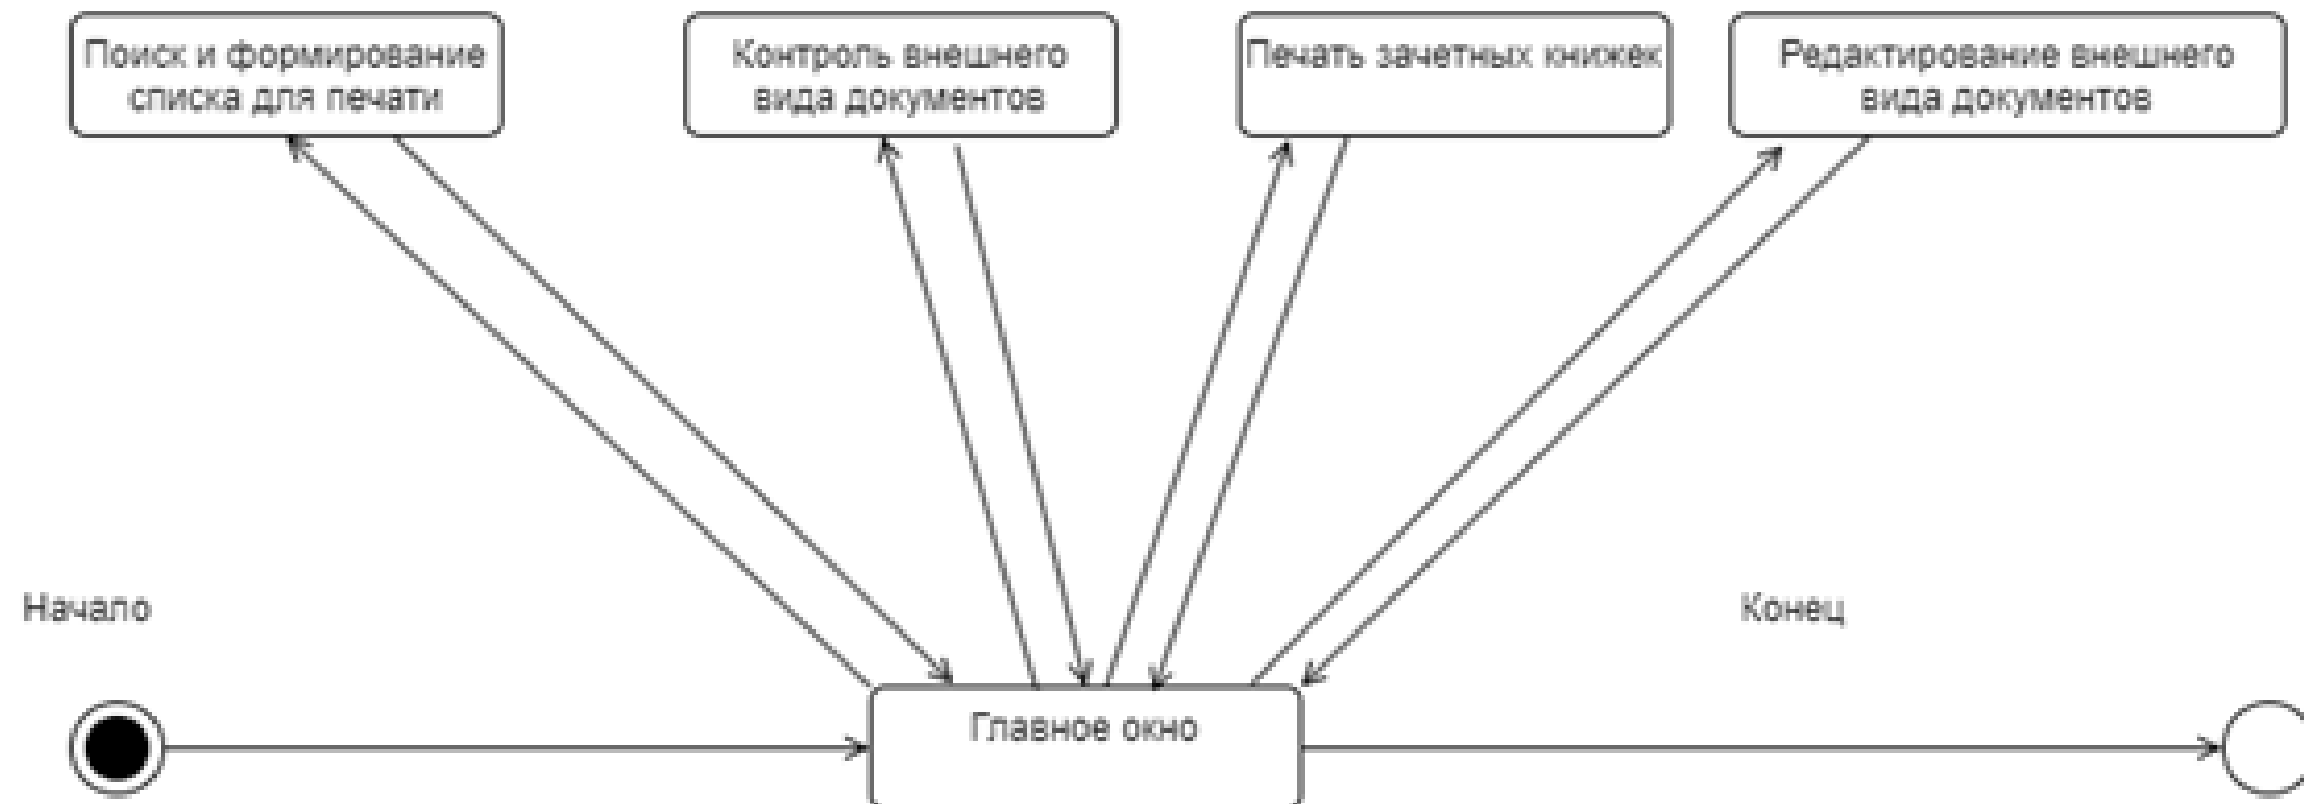 Поиск и формирование
списка для печати
Контроль внешнего
вида документов
Печать зачетных книжек
Редактирование внешнего
вида документов
Начало
Конец
Главное окно